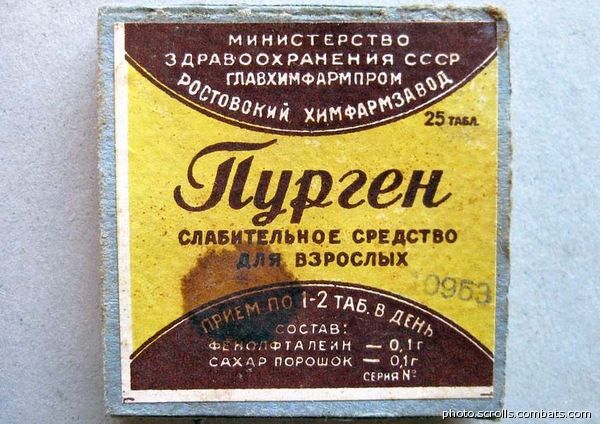 МИНИСТЕРСТВО
ЗДРАВООХРАНЕНИЯ СССР
ГЛАВХИМФАРМПРОМ
РОСТОВСКИЙ ХИМФАРМЗАВОД
25 ТАБЛ.
Пурген
СЛАБИТЕЛЬНОЕ СРЕДСТВО
ДЛЯ ВЗРОСЛЫХ
0953
ПРИЕМ ПО 1-2 ТАБ. В ДЕНЬ
СОСТАВ:
ФЕНОЛФТАЛЕИН — 0,1г
САХАР ПОРОШОК — 0,1г
СЕРИЯ №
photo.scrolls.combats.com